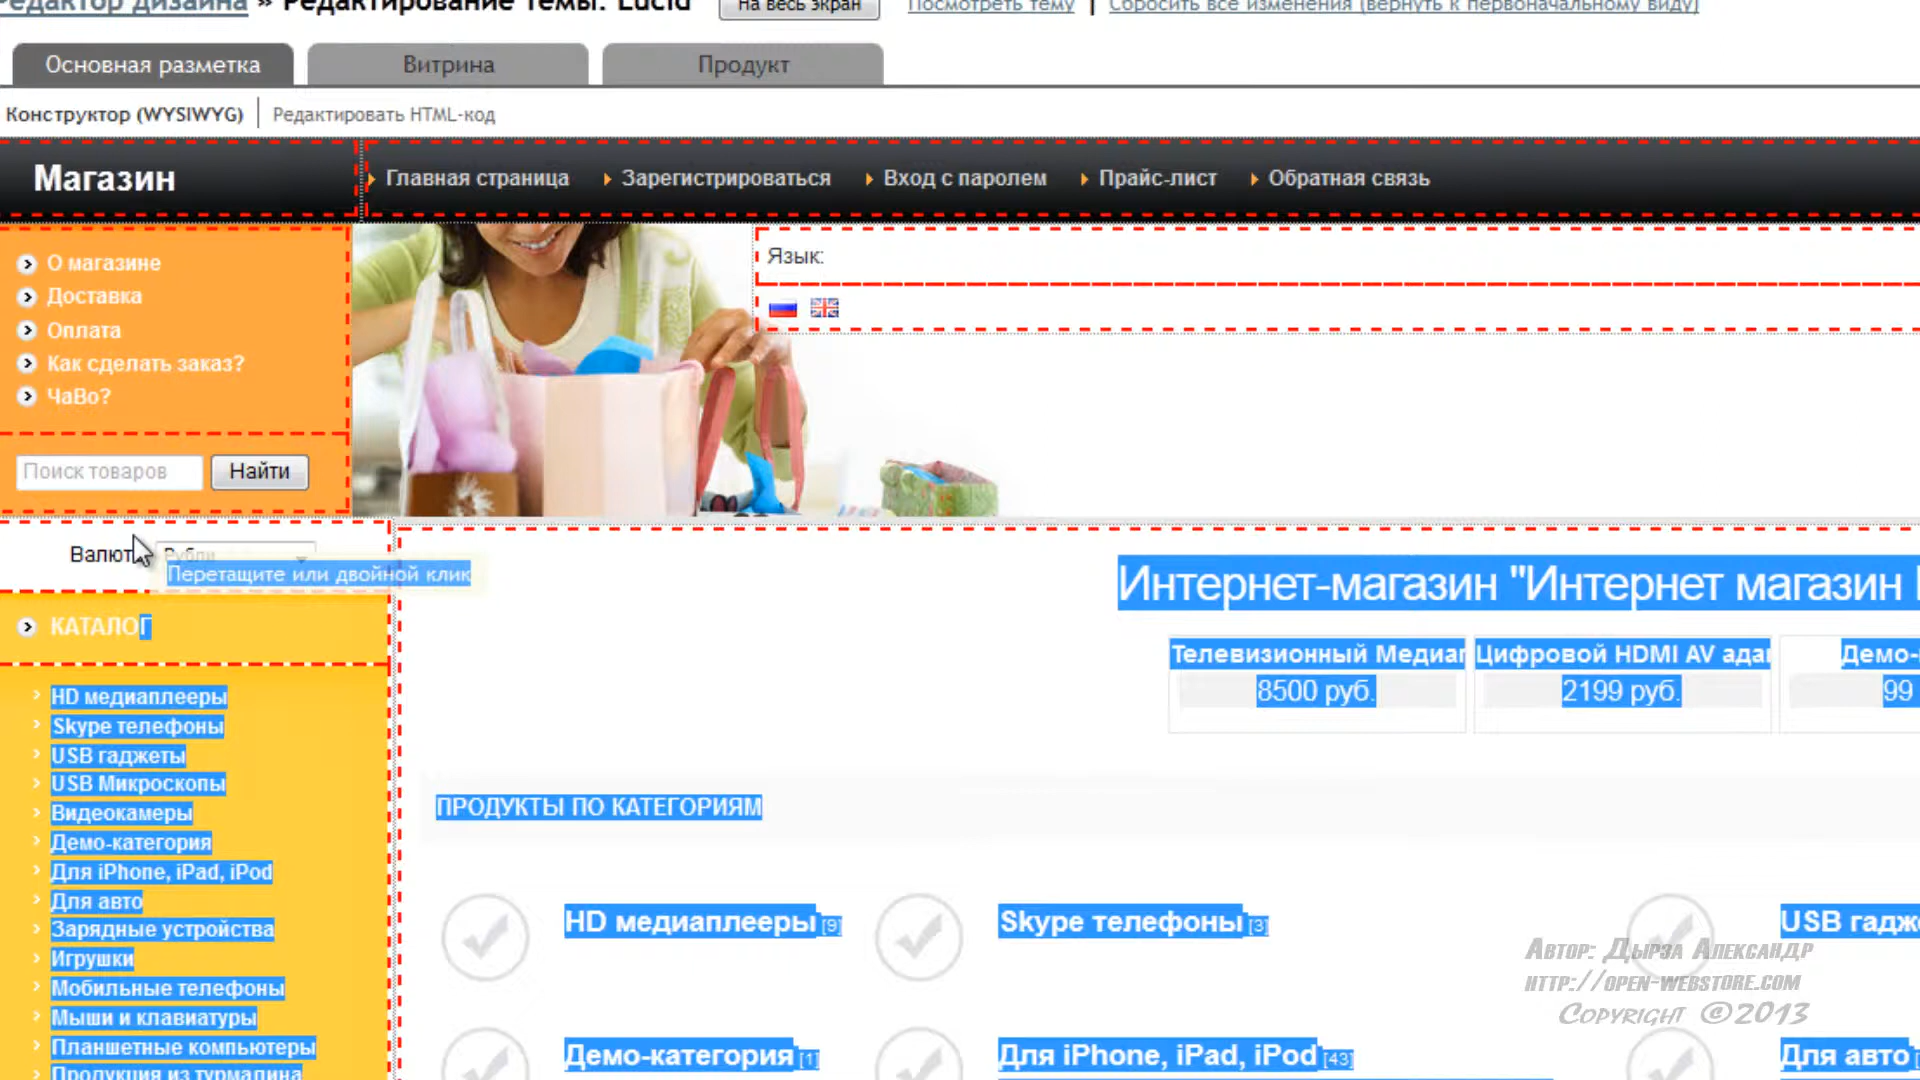 Редактор дизайна » Редактирование темы: Lucid
На весь экран
Посмотреть тему | Сбросить все изменения (вернуть к первоначальному виду)
Основная разметка
Витрина
Продукт
Конструктор (WYSIWYG)
Редактировать HTML-код
Магазин
Главная страница
Зарегистрироваться
Вход с паролем
Прайс-лист
Обратная связь
О магазине
Доставка
Оплата
Как сделать заказ?
ЧаВо?
Язык:
Поиск товаров
Найти
Валют
Рубли
Перетащите или двойной клик
КАТАЛОГ
HD медиаплееры
Skype телефоны
USB гаджеты
USB Микроскопы
Видеокамеры
Демо-категория
Для iPhone, iPad, iPod
Для авто
Зарядные устройства
Игрушки
Мобильные телефоны
Мыши и клавиатуры
Планшетные компьютеры
Продукция из турмалина
Интернет-магазин "Интернет магазин
Телевизионный Медиа
8500 руб.
Цифровой HDMI AV ада
2199 руб.
Демо-
99
ПРОДУКТЫ ПО КАТЕГОРИЯМ
HD медиаплееры [9]
Skype телефоны [3]
USB гадж
Демо-категория [1]
Для iPhone, iPad, iPod [43]
Для авто
Автор: Дырза Александр
http://open-webstore.com
Copyright ©2013